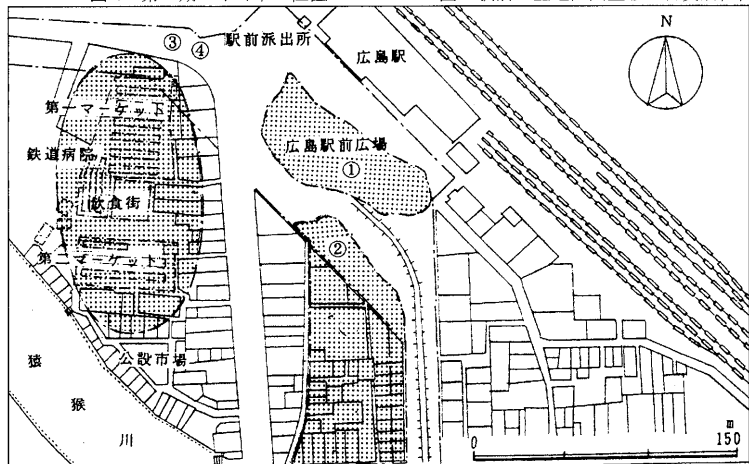 ③ ④
駅前派出所
広島駅
N
第一マーケット
鉄道病院
広島駅前広場
①
飲食街
②
第二マーケット
公設市場
猿猴川
m
0 150